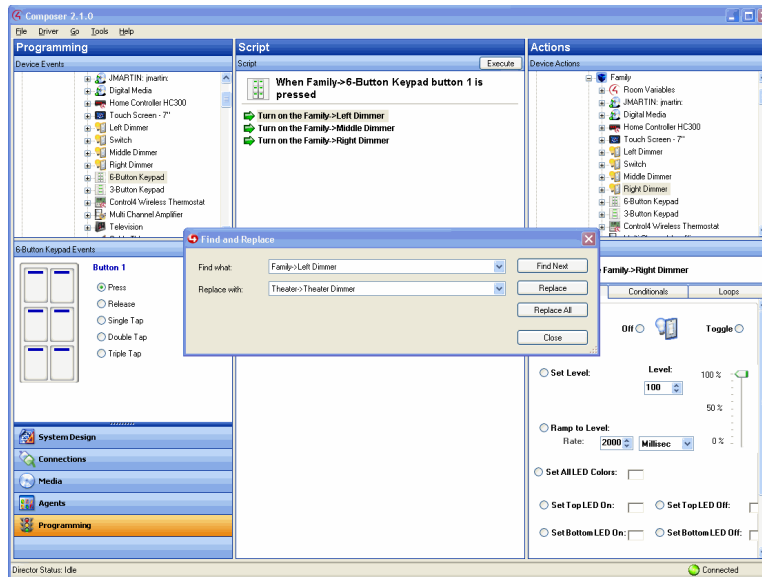 Composer 2.1.0
File Driver Go Tools Help
Programming
Device Events
JMARTIN: jmartin:
Digital Media
Home Controller HC300
Touch Screen - 7"
Left Dimmer
Switch
Middle Dimmer
Right Dimmer
6-Button Keypad
3-Button Keypad
Control4 Wireless Thermostat
Multi Channel Amplifier
Television
6-Button Keypad Events
Button 1
Press
Release
Single Tap
Double Tap
Triple Tap
System Design
Connections
Media
Agents
Programming
Director Status: Idle
Script
Script
Execute
When Family->6-Button Keypad button 1 is
pressed
Turn on the Family->Left Dimmer
Turn on the Family->Middle Dimmer
Turn on the Family->Right Dimmer
Find and Replace
Find what:
Family->Left Dimmer
Find Next
Replace with:
Theater->Theater Dimmer
Replace
Replace All
Close
Actions
Device Actions
Family
Room Variables
JMARTIN: jmartin:
Digital Media
Home Controller HC300
Touch Screen - 7"
Left Dimmer
Switch
Middle Dimmer
Right Dimmer
6-Button Keypad
3-Button Keypad
Control4 Wireless Thermostat
Family->Right Dimmer
Conditionals
Loops
Off
Toggle
Set Level:
Level:
100
100 %
50 %
0 %
Ramp to Level:
Rate:
2000
Millisec
Set All LED Colors:
Set Top LED On:
Set Top LED Off:
Set Bottom LED On:
Set Bottom LED Off:
Connected